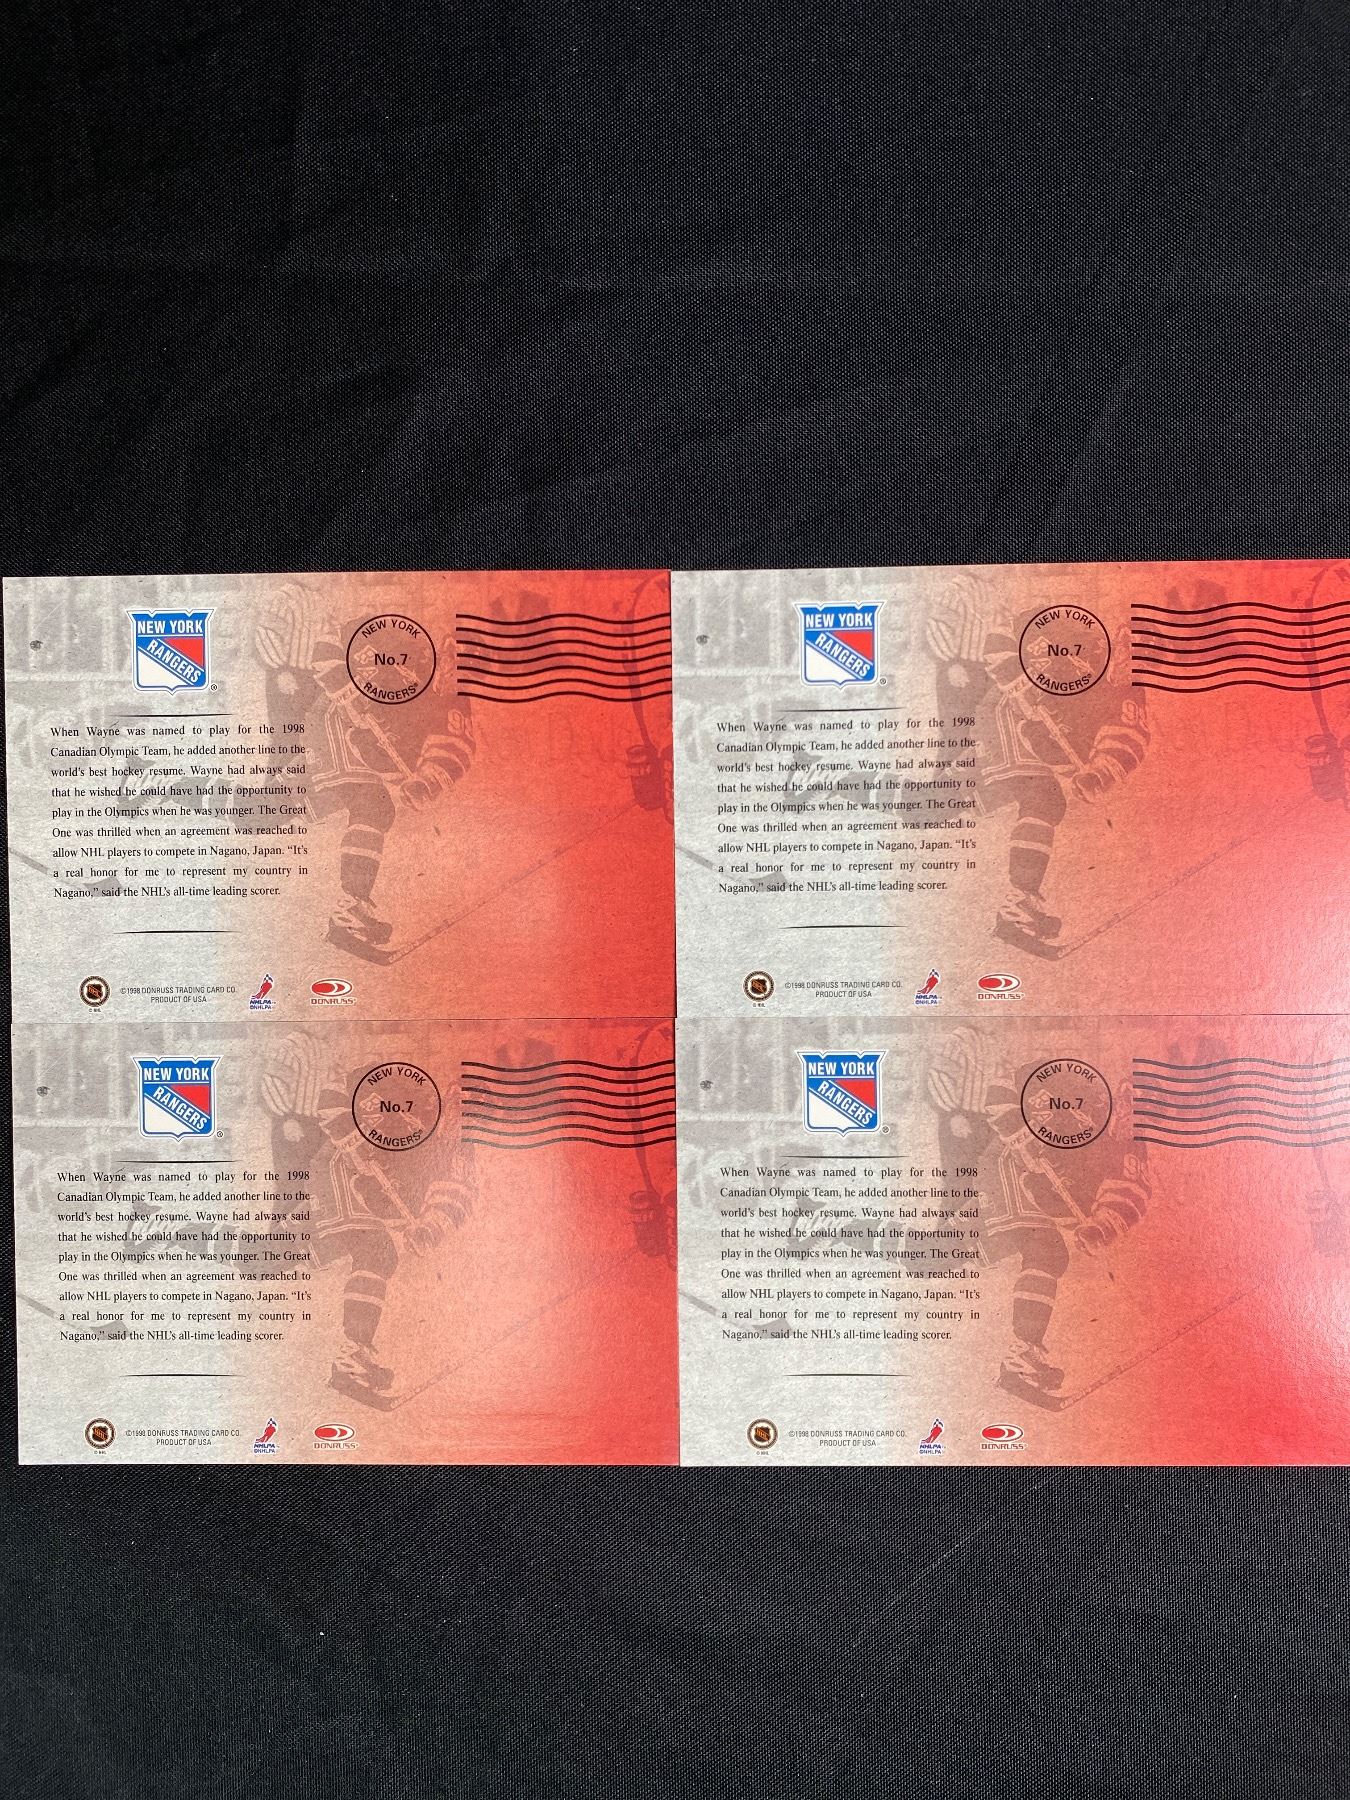 NEW YORK
RANGERS
®
NEW YORK
No.7
RANGERS®
When Wayne was named to play for the 1998
Canadian Olympic Team, he added another line to the
world's best hockey resume. Wayne had always said
that he wished he could have had the opportunity to
play in the Olympics when he was younger. The Great
One was thrilled when an agreement was reached to
allow NHL players to compete in Nagano, Japan. “It's
a real honor for me to represent my country in
Nagano,” said the NHL's all-time leading scorer.
© NHL
©1998 DONRUSS TRADING CARD CO.
PRODUCT OF USA
NHLPA™
©NHLPA
DONRUSS®
NEW YORK
RANGERS
®
NEW YORK
No.7
RANGERS®
When Wayne was named to play for the 1998
Canadian Olympic Team, he added another line to the
world's best hockey resume. Wayne had always said
that he wished he could have had the opportunity to
play in the Olympics when he was younger. The Great
One was thrilled when an agreement was reached to
allow NHL players to compete in Nagano, Japan. “It's
a real honor for me to represent my country in
Nagano,” said the NHL's all-time leading scorer.
© NHL
©1998 DONRUSS TRADING CARD CO.
PRODUCT OF USA
NHLPA™
©NHLPA
DONRUSS®
NEW YORK
RANGERS
®
NEW YORK
No.7
RANGERS®
When Wayne was named to play for the 1998
Canadian Olympic Team, he added another line to the
world's best hockey resume. Wayne had always said
that he wished he could have had the opportunity to
play in the Olympics when he was younger. The Great
One was thrilled when an agreement was reached to
allow NHL players to compete in Nagano, Japan. “It's
a real honor for me to represent my country in
Nagano,” said the NHL's all-time leading scorer.
© NHL
©1998 DONRUSS TRADING CARD CO.
PRODUCT OF USA
NHLPA™
©NHLPA
DONRUSS®
NEW YORK
RANGERS
®
NEW YORK
No.7
RANGERS®
When Wayne was named to play for the 1998
Canadian Olympic Team, he added another line to the
world's best hockey resume. Wayne had always said
that he wished he could have had the opportunity to
play in the Olympics when he was younger. The Great
One was thrilled when an agreement was reached to
allow NHL players to compete in Nagano, Japan. “It's
a real honor for me to represent my country in
Nagano,” said the NHL's all-time leading scorer.
© NHL
©1998 DONRUSS TRADING CARD CO.
PRODUCT OF USA
NHLPA™
©NHLPA
DONRUSS®